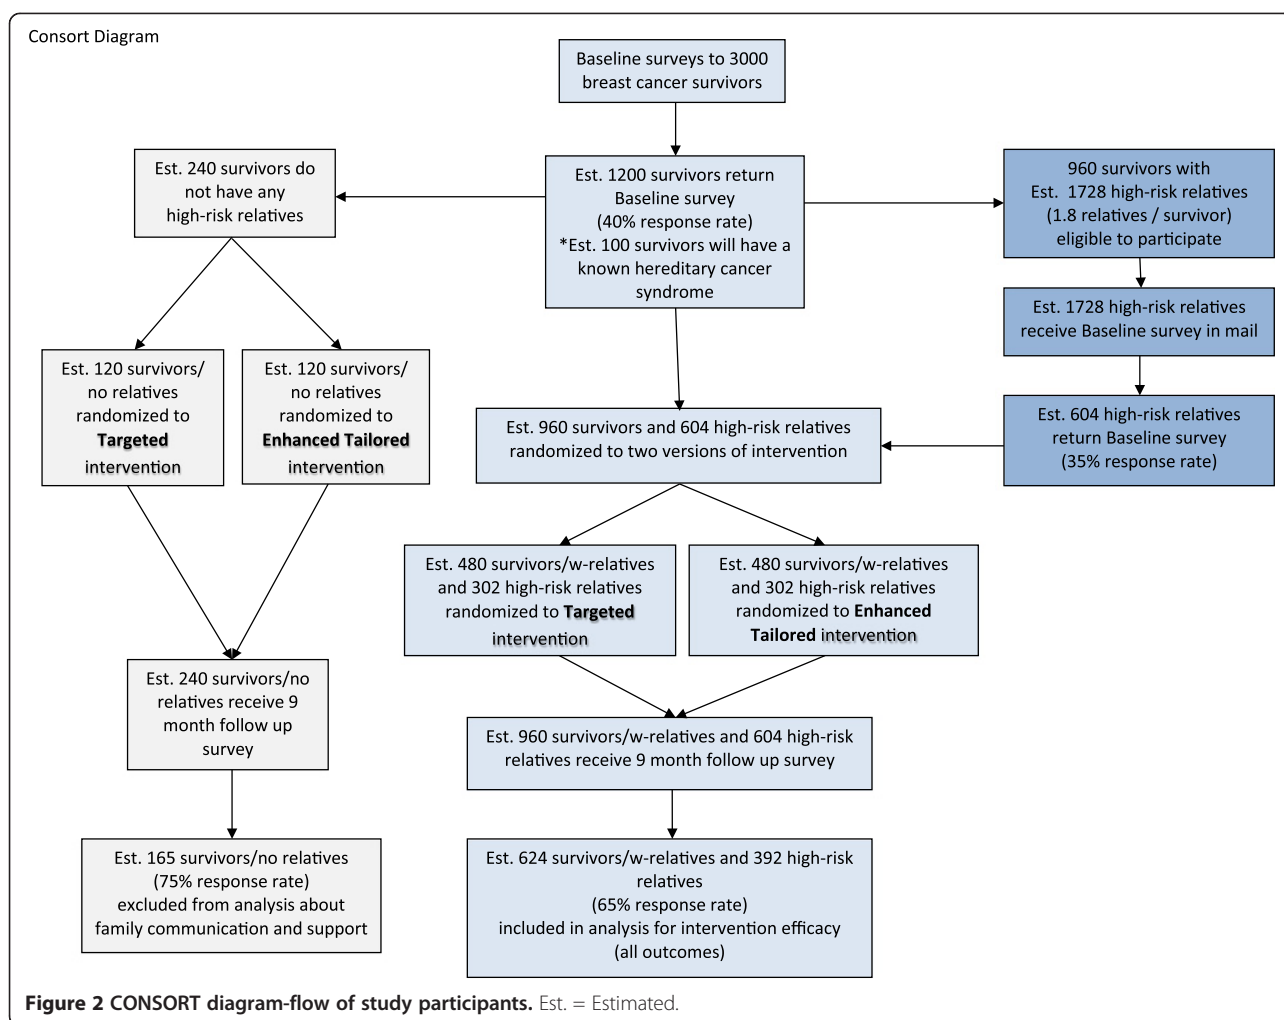 Consort Diagram
Baseline surveys to 3000
breast cancer survivors
Est. 240 survivors do
not have any
high-risk relatives
Est. 1200 survivors return
Baseline survey
(40% response rate)
*Est. 100 survivors will have a
known hereditary cancer
syndrome
960 survivors with
Est. 1728 high-risk relatives
(1.8 relatives / survivor)
eligible to participate
Est. 1728 high-risk relatives
receive Baseline survey in mail
Est. 120 survivors/
no relatives
randomized to
Targeted
intervention
Est. 120 survivors/
no relatives
randomized to
Enhanced Tailored
intervention
Est. 604 high-risk relatives
return Baseline survey
(35% response rate)
Est. 960 survivors and 604 high-risk relatives
randomized to two versions of intervention
Est. 480 survivors/w-relatives
and 302 high-risk relatives
randomized to Targeted
intervention
Est. 480 survivors/w-relatives
and 302 high-risk relatives
randomized to Enhanced
Tailored intervention
Est. 240 survivors/no
relatives receive 9
month follow up
survey
Est. 960 survivors/w-relatives and 604 high-risk
relatives receive 9 month follow up survey
Est. 165 survivors/no relatives
(75% response rate)
excluded from analysis about
family communication and support
Est. 624 survivors/w-relatives and 392 high-risk
relatives
(65% response rate)
included in analysis for intervention efficacy
(all outcomes)
Figure 2 CONSORT diagram-flow of study participants. Est. = Estimated.